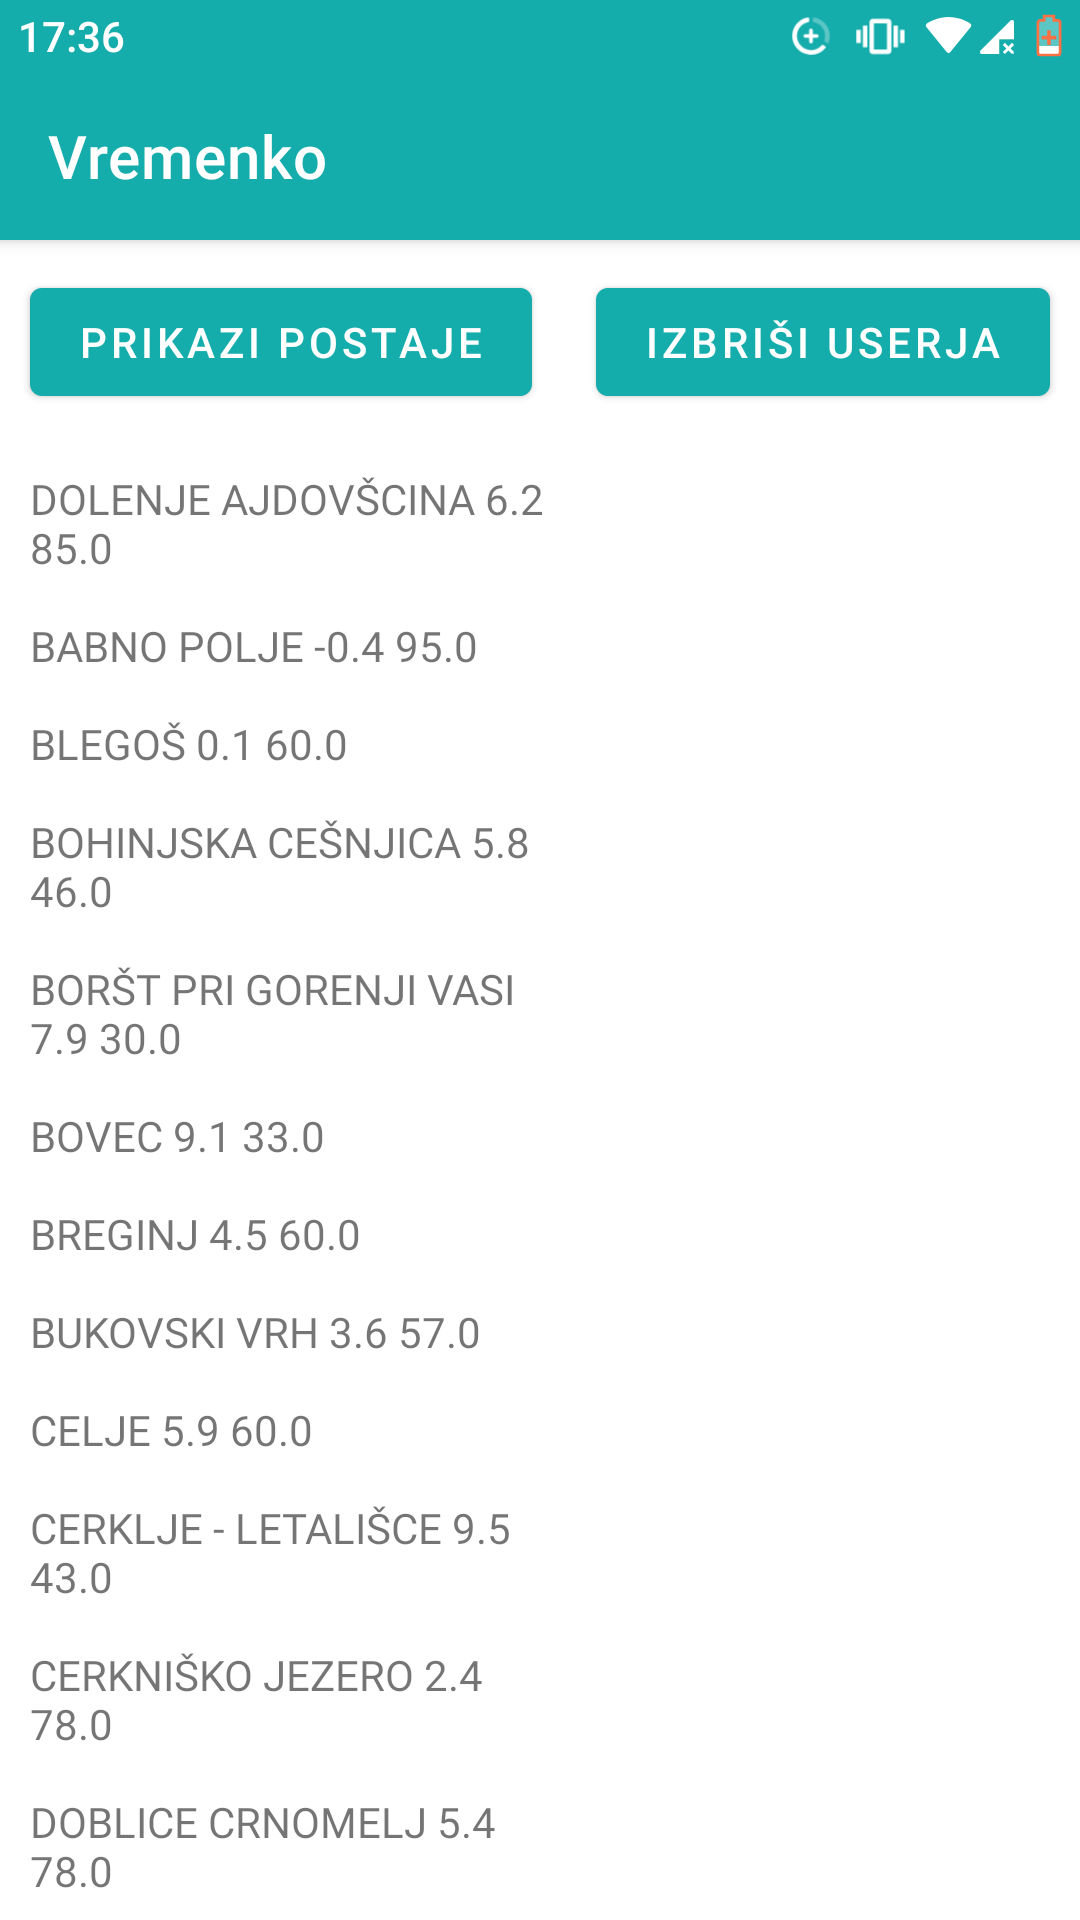 17:36
Vremenko
PRIKAZI POSTAJE
IZBRIŠI USERJA
DOLENJE AJDOVŠCINA 6.2
85.0
BABNO POLJE -0.4 95.0
BLEGOŠ 0.1 60.0
BOHINJSKA CEŠNJICA 5.8
46.0
BORŠT PRI GORENJI VASI
7.9 30.0
BOVEC 9.1 33.0
BREGINJ 4.5 60.0
BUKOVSKI VRH 3.6 57.0
CELJE 5.9 60.0
CERKLJE - LETALIŠCE 9.5
43.0
CERKNIŠKO JEZERO 2.4
78.0
DOBLICE CRNOMELJ 5.4
78.0